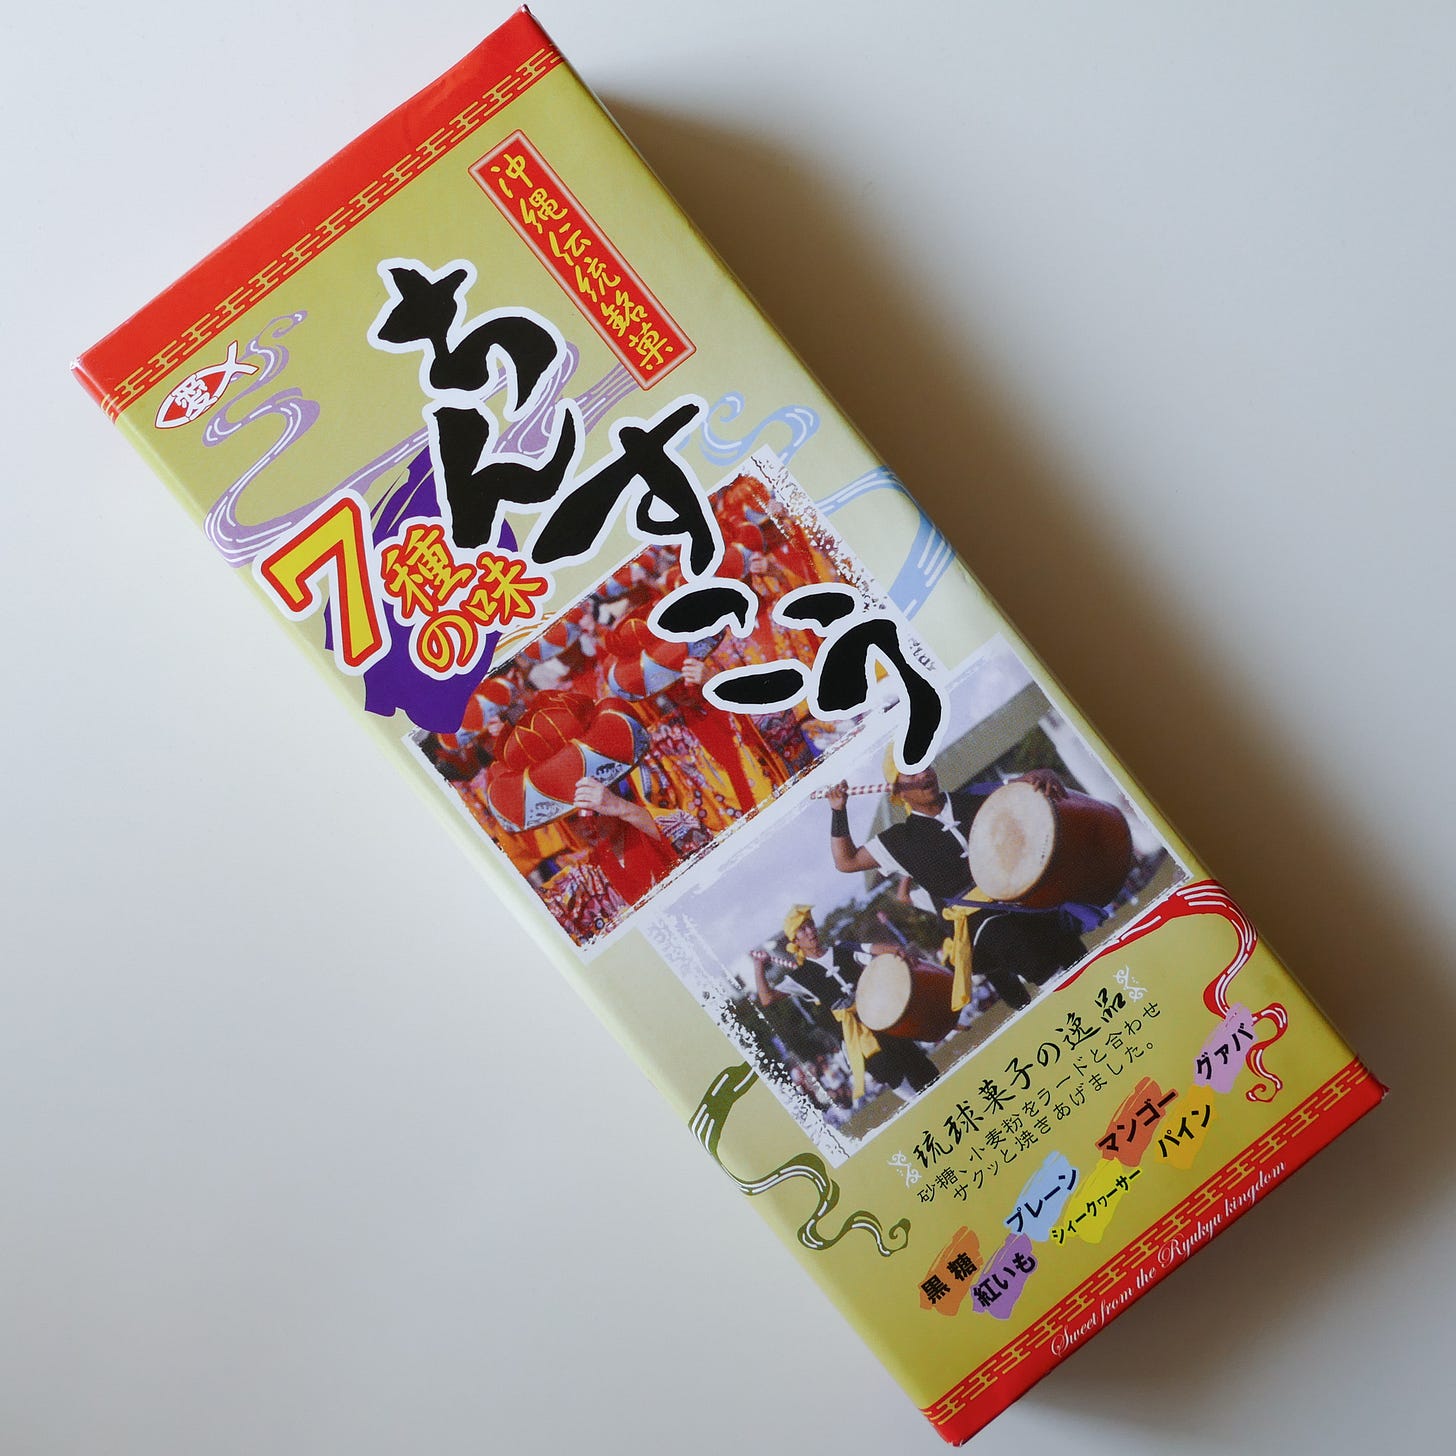 沖縄伝統銘菓
愛
ちんすこう
7種の味
琉球菓子の逸品
砂糖、小麦粉をラードと合わせ
サクッと焼きあげました。
黒糖
紅いも
プレーン
シィークヮーサー
マンゴー
パイン
グァバ
Sweet from the Ryukyu kingdom